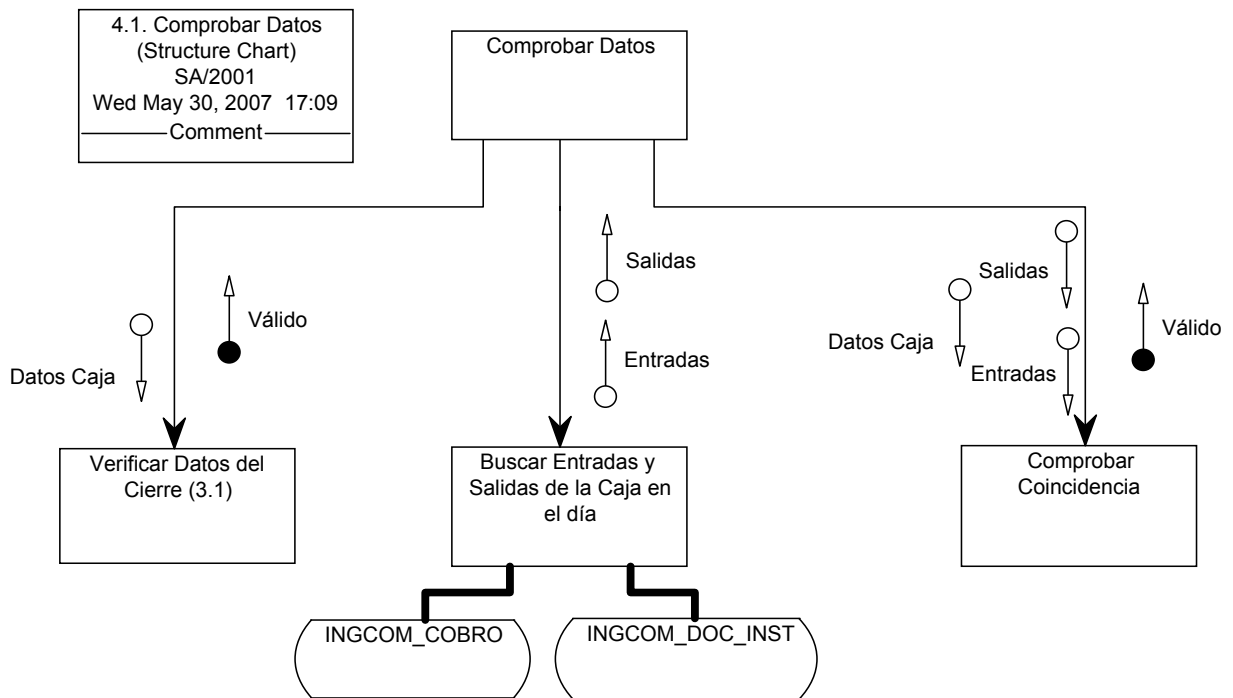 4.1. Comprobar Datos
(Structure Chart)
SA/2001
Wed May 30, 2007 17:09
Comment
Comprobar Datos
Datos Caja
Válido
Salidas
Entradas
Datos Caja
Salidas
Entradas
Válido
Verificar Datos del
Cierre (3.1)
Buscar Entradas y
Salidas de la Caja en
el día
Comprobar
Coincidencia
INGCOM_COBRO
INGCOM_DOC_INST